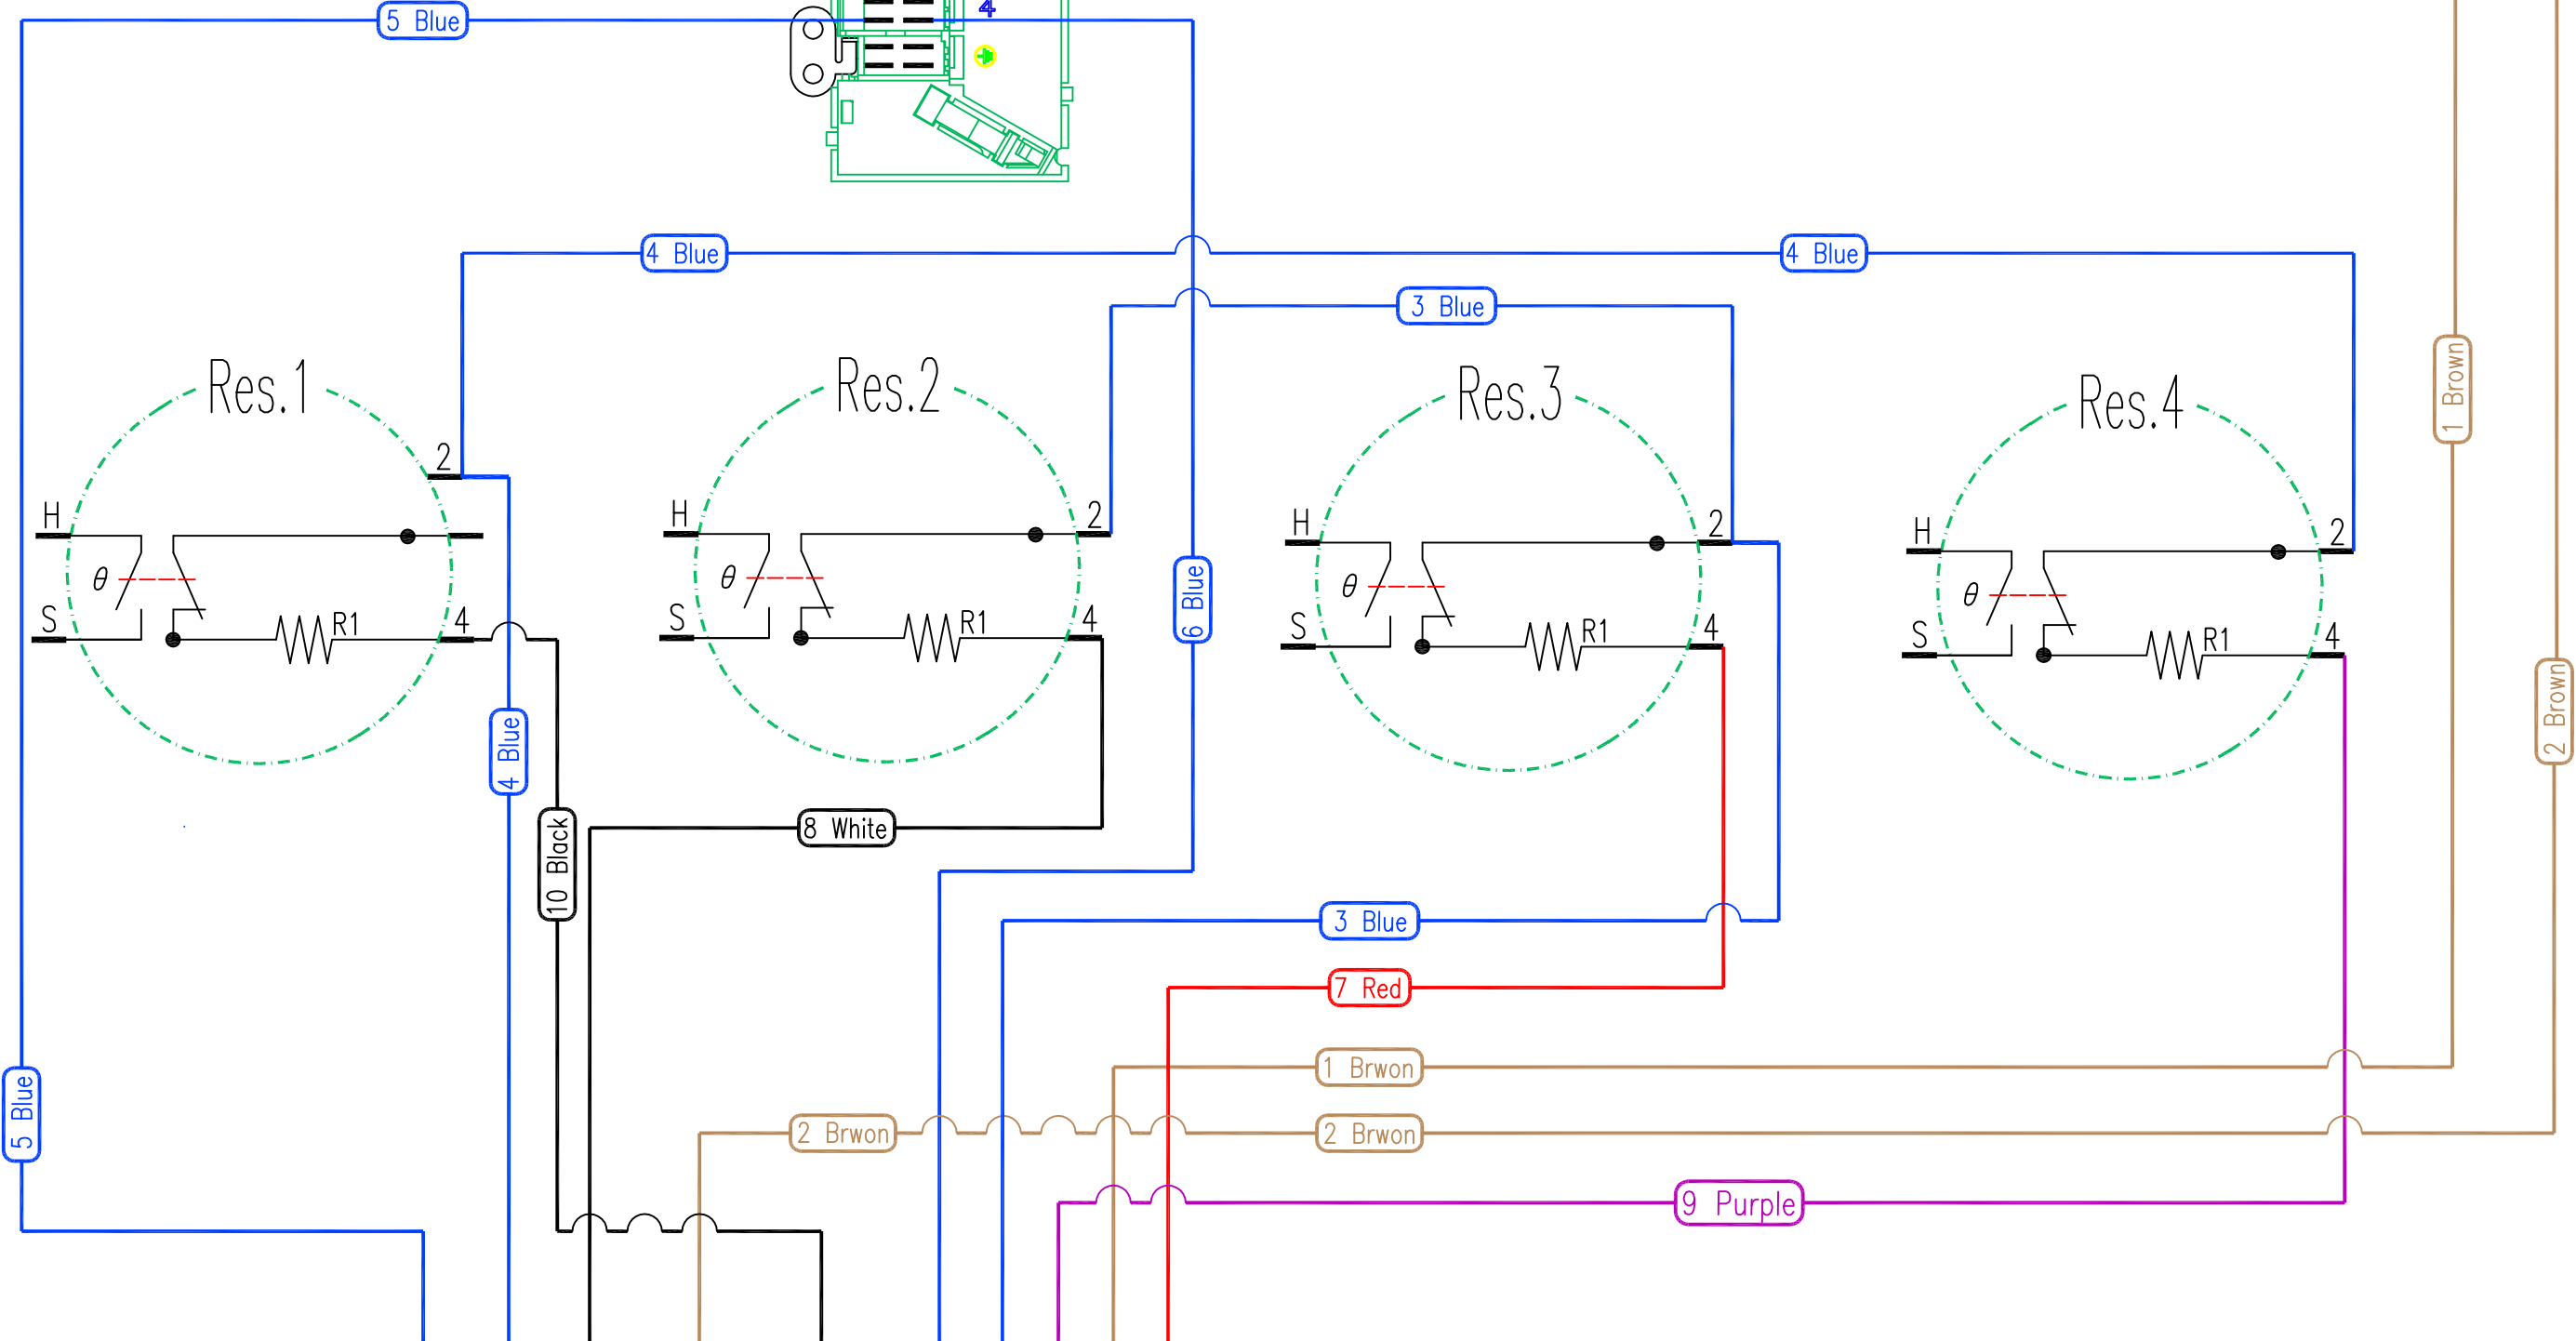 5 Blue
4
4 Blue
4 Blue
3 Blue
Res.1
Res.2
Res.3
Res.4
1 Brown
2
H
θ
S
R1
4
H
2
θ
S
R1
4
H
2
θ
S
R1
4
H
2
θ
S
R1
4
6 Blue
2 Brown
4 Blue
10 Black
8 White
3 Blue
7 Red
1 Brwon
5 Blue
2 Brwon
2 Brwon
9 Purple